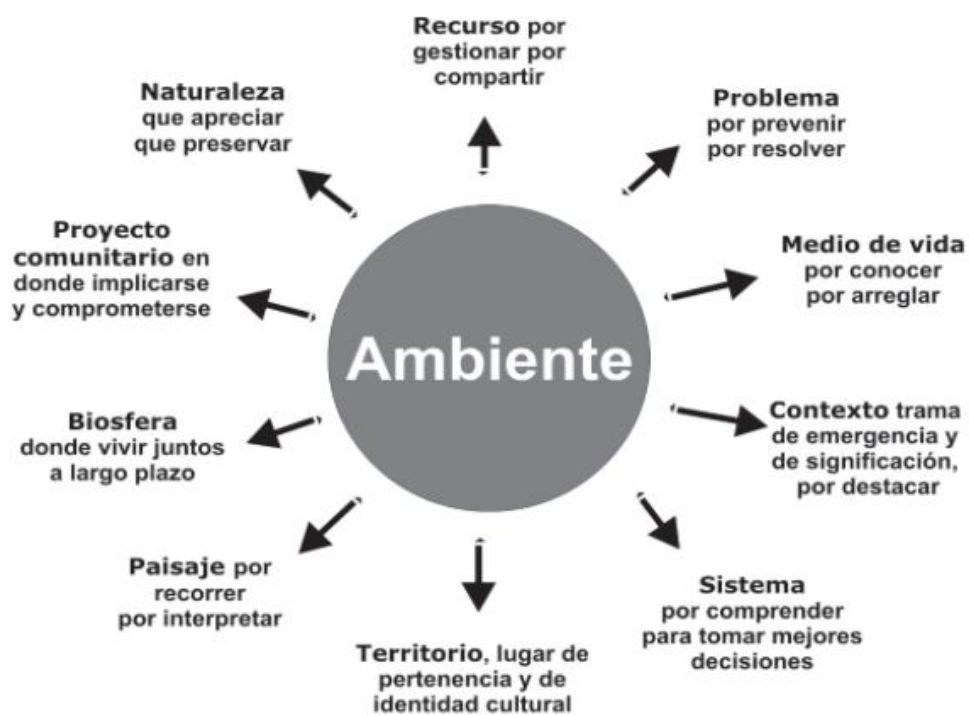 Recurso por
gestionar por
compartir
Problema
por prevenir
por resolver
Medio de vida
por conocer
por arreglar
Contexto trama
de emergencia y
de significación,
por destacar
Sistema
por comprender
para tomar mejores
decisiones
Territorio, lugar de
pertenencia y de
identidad cultural
Paisaje por
recorrer
por interpretar
Biosfera
donde vivir juntos
a largo plazo
Proyecto
comunitario en
donde implicarse
y comprometerse
Naturaleza
que apreciar
que preservar
Ambiente